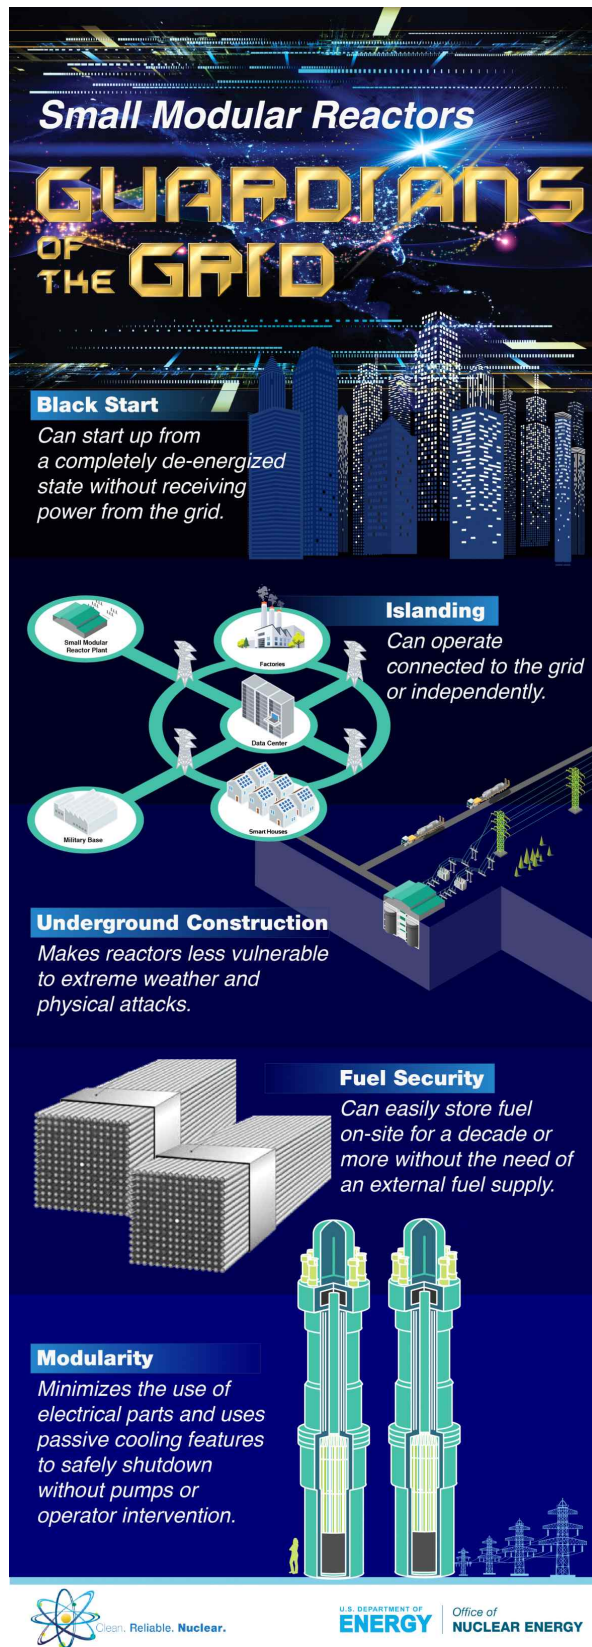 Small Modular Reactors
GUARDIANS
OF THE GRID
Black Start
Can start up from
a completely de-energized
state without receiving
power from the grid.
Islanding
Can operate
connected to the grid
or independently.
Small Modular
Reactor Plant
Factories
Data Center
Military Base
Smart Houses
Underground Construction
Makes reactors less vulnerable
to extreme weather and
physical attacks.
Fuel Security
Can easily store fuel
on-site for a decade or
more without the need of
an external fuel supply.
Modularity
Minimizes the use of
electrical parts and uses
passive cooling features
to safely shutdown
without pumps or
operator intervention.
Clean. Reliable. Nuclear.
U.S. DEPARTMENT OF
ENERGY
Office of
NUCLEAR ENERGY